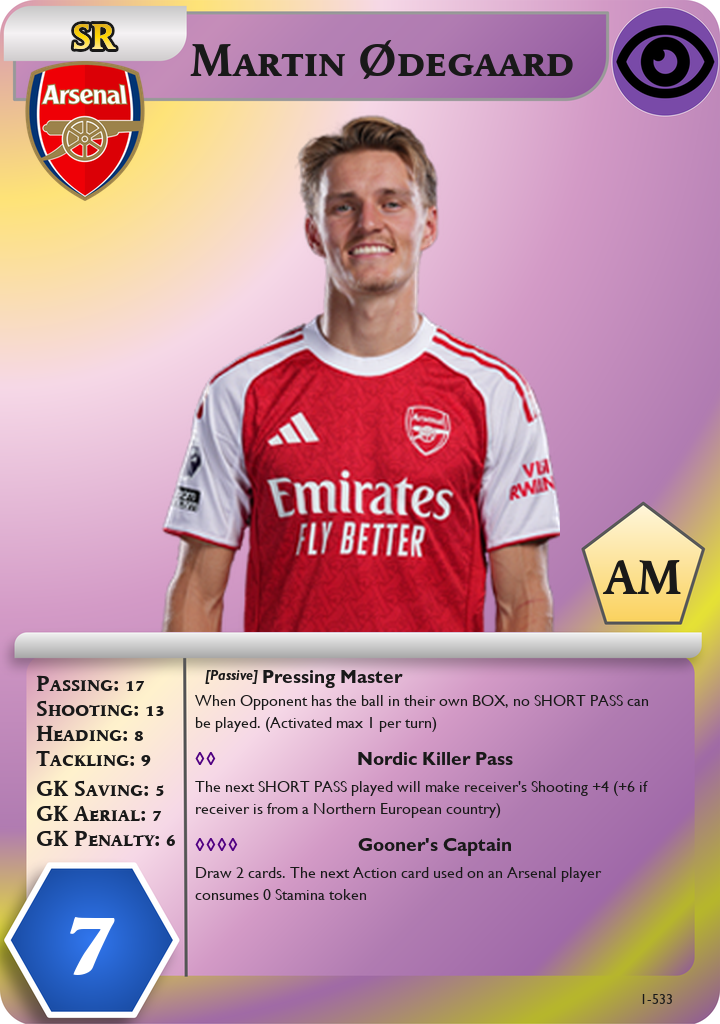 SR
Martin Ødegaard
Arsenal
Arsenal
Emirates
FLY BETTER
AM
Passing: 17
Shooting: 13
Heading: 8
Tackling: 9
GK Saving: 5
GK Aerial: 7
GK Penalty: 6
7
[Passive] Pressing Master
When Opponent has the ball in their own BOX, no SHORT PASS can
be played. (Activated max 1 per turn)
◊◊ Nordic Killer Pass
The next SHORT PASS played will make receiver's Shooting +4 (+6 if
receiver is from a Northern European country)
◊◊◊◊ Gooner's Captain
Draw 2 cards. The next Action card used on an Arsenal player
consumes 0 Stamina token
1-533